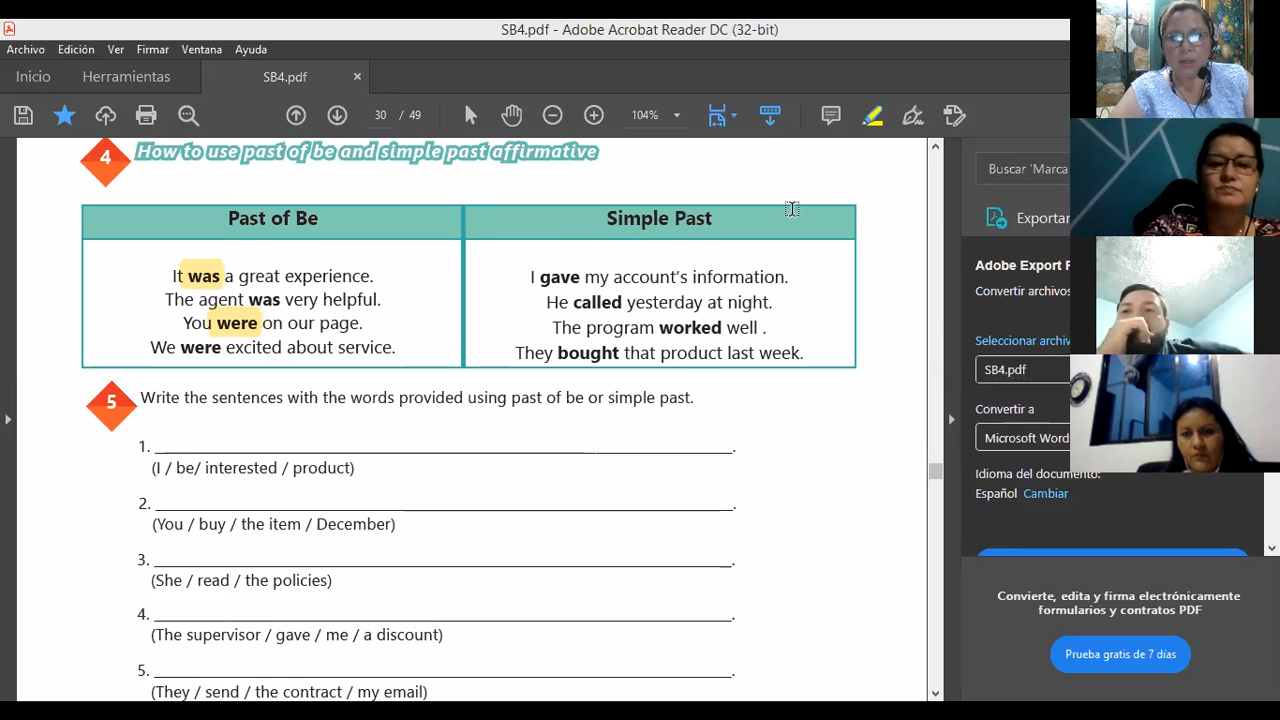 SB4.pdf - Adobe Acrobat Reader DC (32-bit)
Archivo Edición Ver Firmar Ventana Ayuda
Inicio Herramientas SB4.pdf ×
30 / 49 104%
4 How to use past of be and simple past affirmative
Past of Be
It was a great experience.
The agent was very helpful.
You were on our page.
We were excited about service.
Simple Past
I gave my account's information.
He called yesterday at night.
The program worked well .
They bought that product last week.
5 Write the sentences with the words provided using past of be or simple past.
1. ______________________________.
(I / be/ interested / product)
2. ______________________________.
(You / buy / the item / December)
3. ______________________________.
(She / read / the policies)
4. ______________________________.
(The supervisor / gave / me / a discount)
5. ______________________________.
(They / send / the contract / my email)
Buscar 'Marca
Exportar
Adobe Export
Convertir archivos
Seleccionar archiv
SB4.pdf
Convertir a
Microsoft Word
Idioma del documento:
Español Cambiar
Convierte, edita y firma electrónicamente
formularios y contratos PDF
Prueba gratis de 7 días